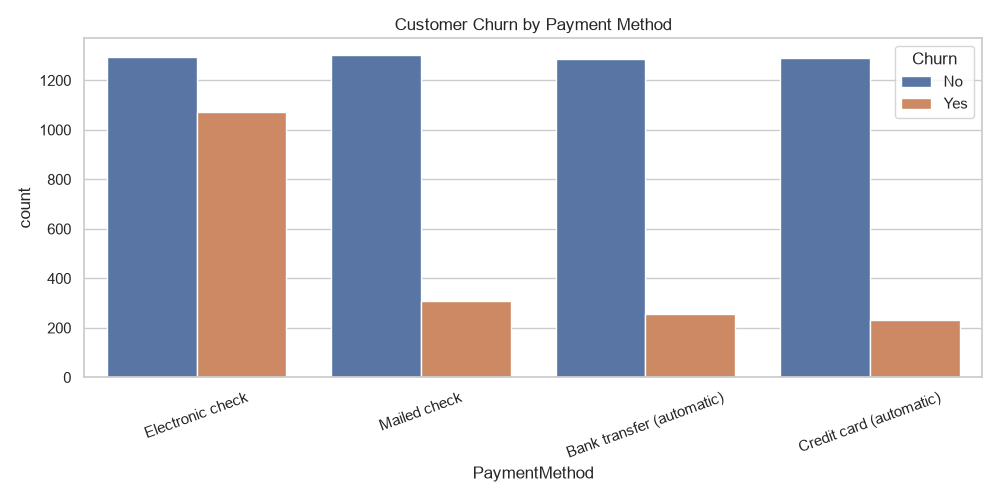 Customer Churn by Payment Method
Churn
No
Yes
count
1200
1000
800
600
400
200
0
Electronic check
Mailed check
Bank transfer (automatic)
Credit card (automatic)
PaymentMethod